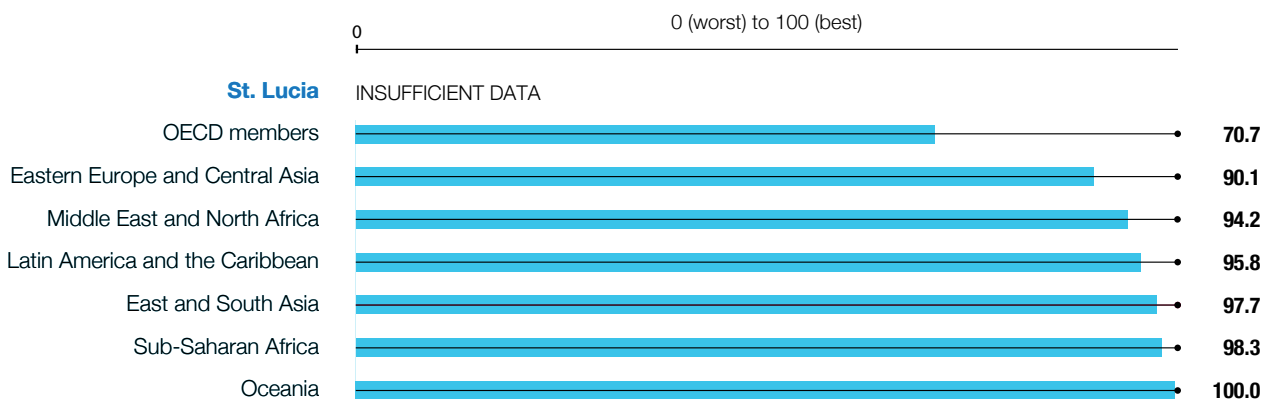 0 (worst) to 100 (best)
0
St. Lucia INSUFFICIENT DATA
OECD members 70.7
Eastern Europe and Central Asia 90.1
Middle East and North Africa 94.2
Latin America and the Caribbean 95.8
East and South Asia 97.7
Sub-Saharan Africa 98.3
Oceania 100.0